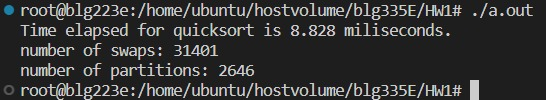 root@blg223e:/home/ubuntu/hostvolume/blg335E/HW1# ./a.out
Time elapsed for quicksort is 8.828 miliseconds.
number of swaps: 31401
number of partitions: 2646
root@blg223e:/home/ubuntu/hostvolume/blg335E/HW1#